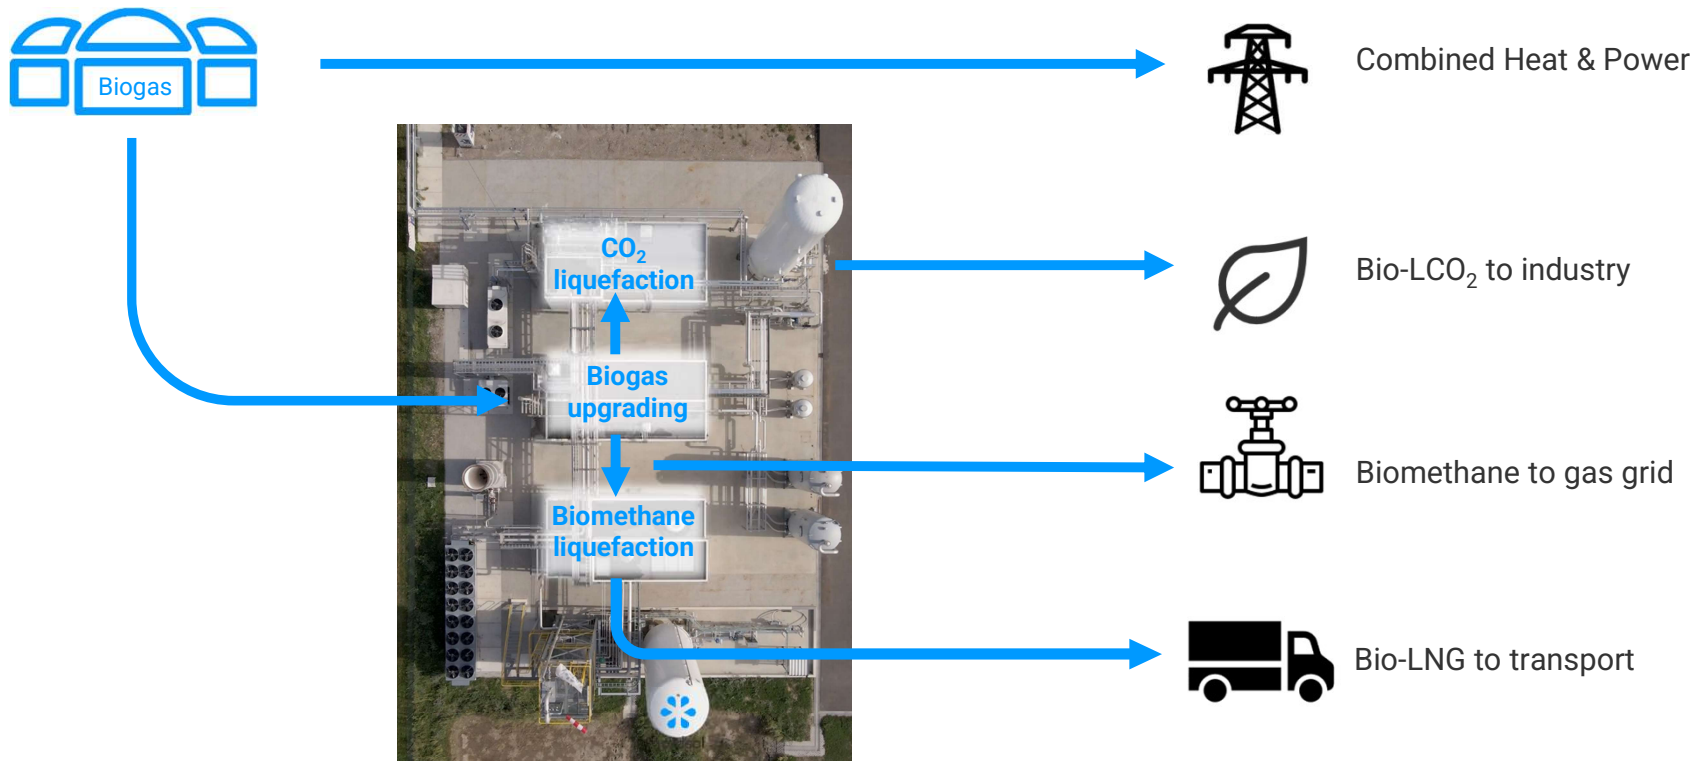 Biogas
Combined Heat & Power
CO₂
liquefaction
Bio-LCO₂ to industry
Biogas
upgrading
Biomethane to gas grid
Biomethane
liquefaction
Bio-LNG to transport